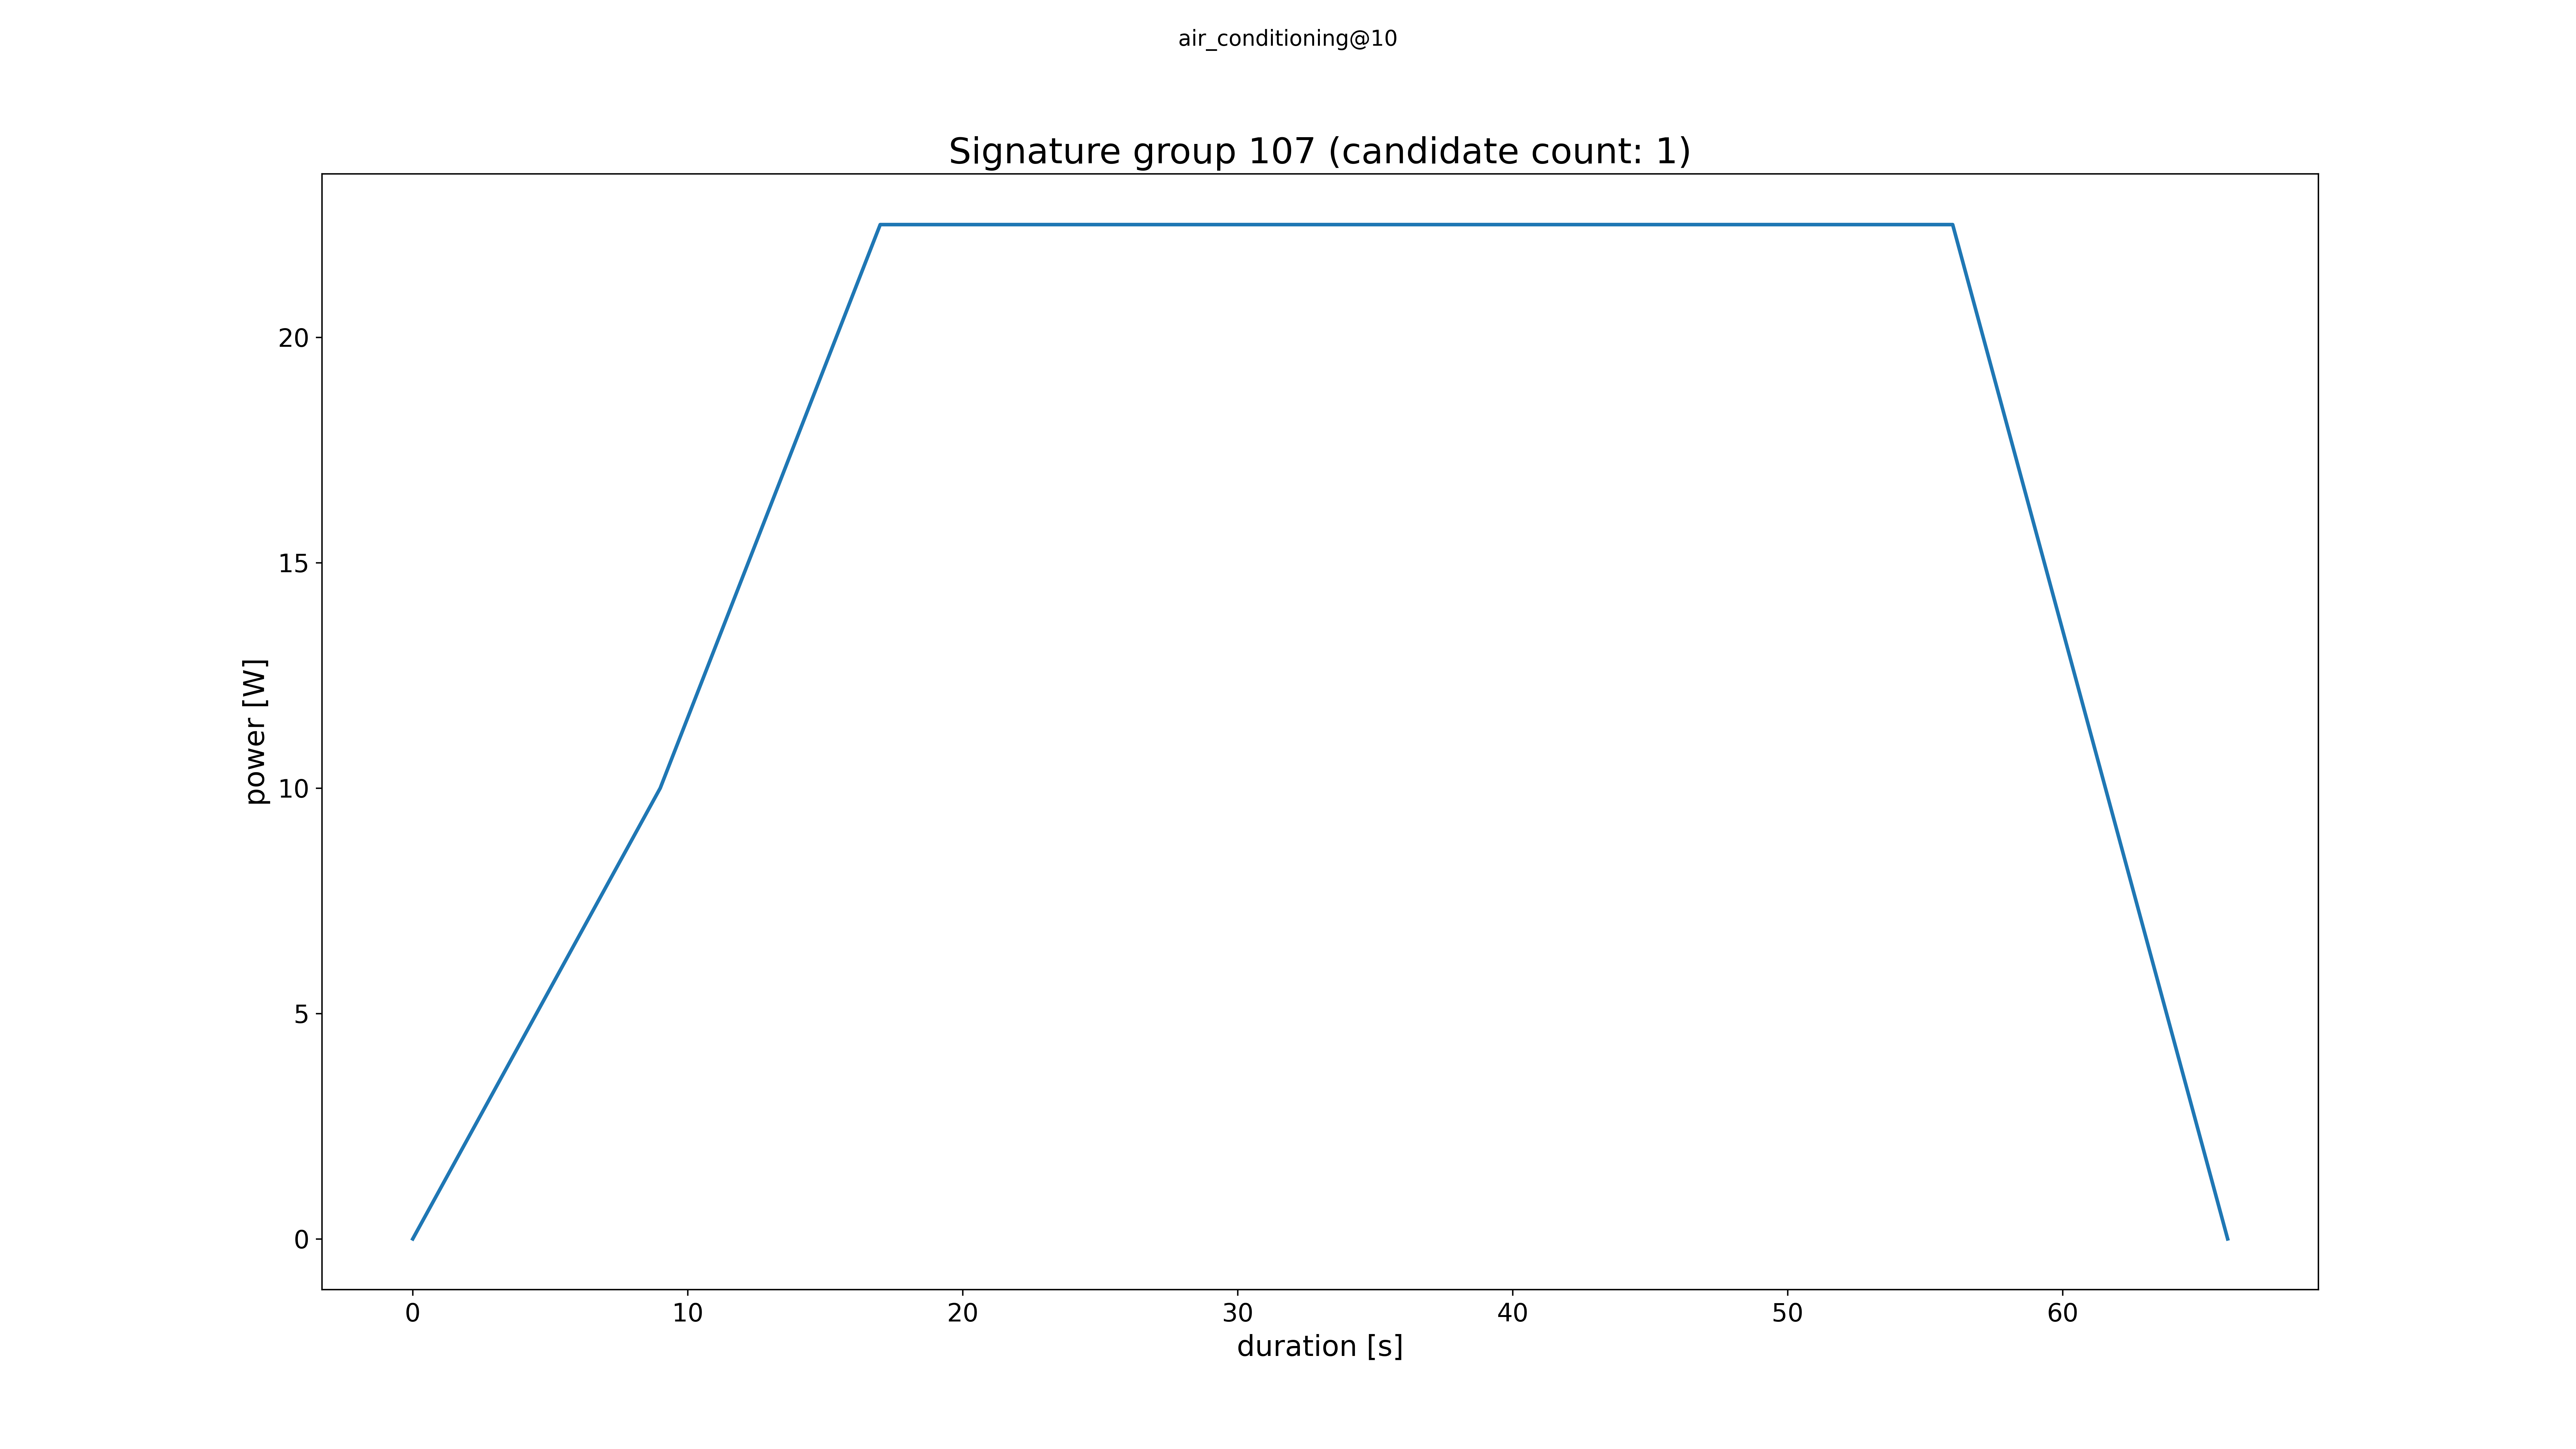 air_conditioning@10
Signature group 107 (candidate count: 1)
power [W]
20
15
10
5
0
0 10 20 30 40 50 60
duration [s]